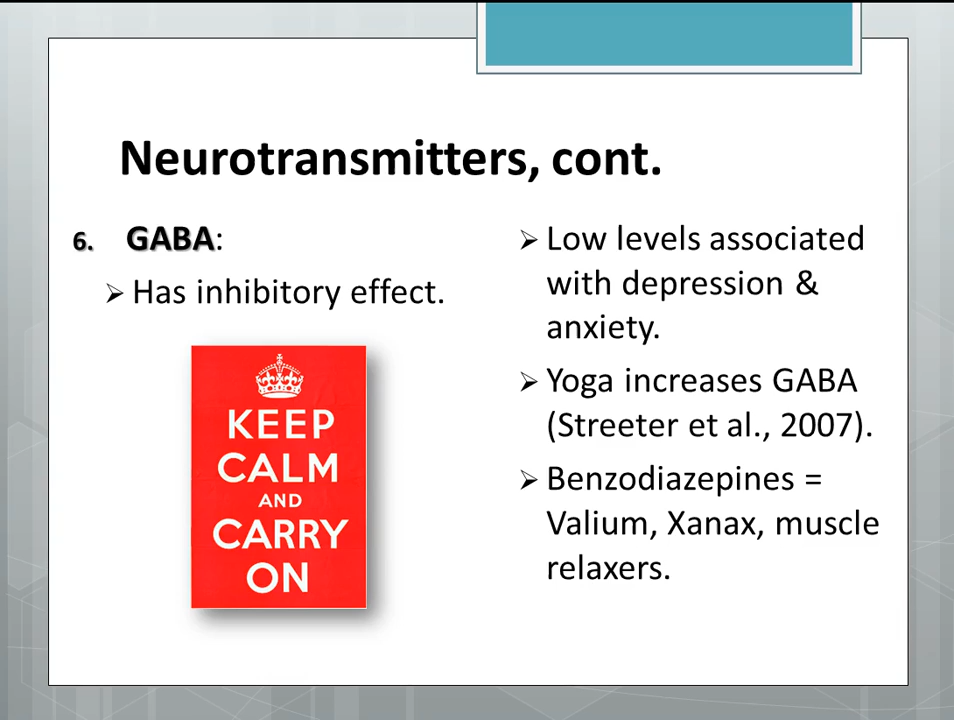 Neurotransmitters, cont.
6. GABA:
➢ Has inhibitory effect.
KEEP
CALM
AND
CARRY
ON
➢ Low levels associated
with depression &
anxiety.
➢ Yoga increases GABA
(Streeter et al., 2007).
➢ Benzodiazepines =
Valium, Xanax, muscle
relaxers.